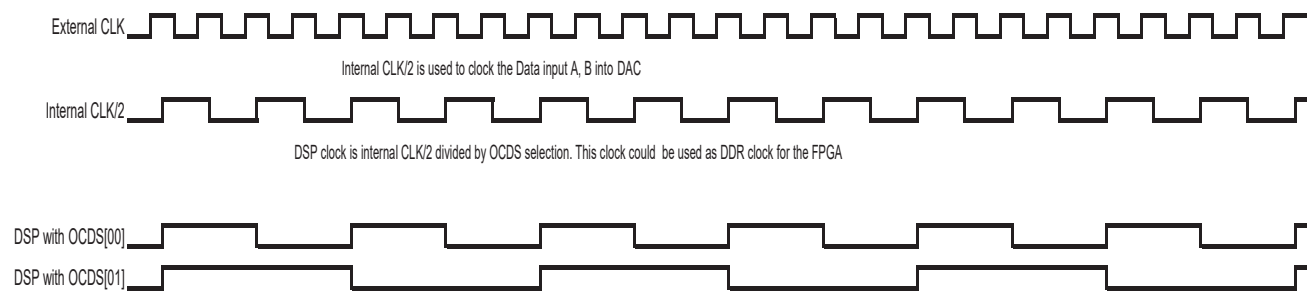 External CLK
Internal CLK/2 is used to clock the Data input A, B into DAC
Internal CLK/2
DSP clock is internal CLK/2 divided by OCDS selection. This clock could be used as DDR clock for the FPGA
DSP with OCDS[00]
DSP with OCDS[01]